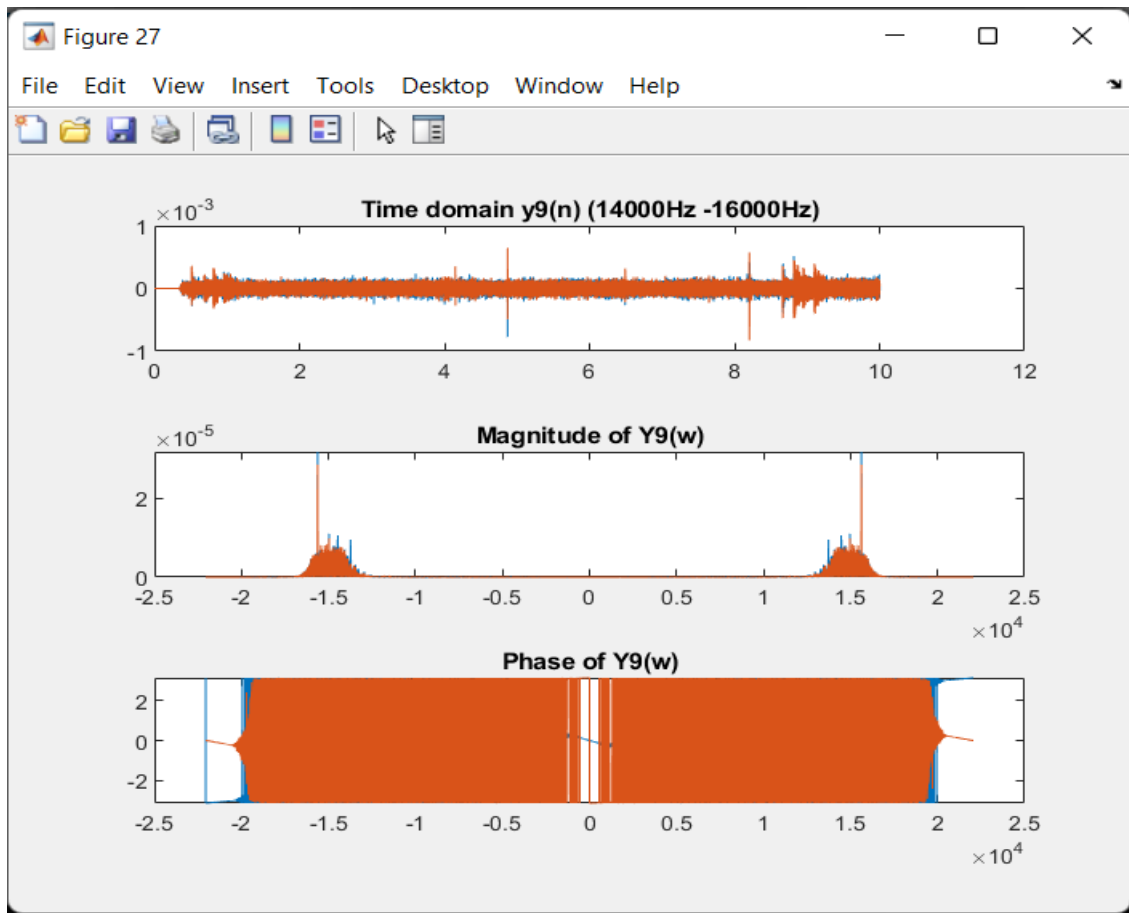 Figure 27
File Edit View Insert Tools Desktop Window Help
×10^-3
Time domain y9(n) (14000Hz -16000Hz)
1
0
-1
0 2 4 6 8 10 12
×10^-5
Magnitude of Y9(w)
2
0
-2.5 -2 -1.5 -1 -0.5 0 0.5 1 1.5 2 2.5
×10^4
Phase of Y9(w)
2
0
-2
-2.5 -2 -1.5 -1 -0.5 0 0.5 1 1.5 2 2.5
×10^4